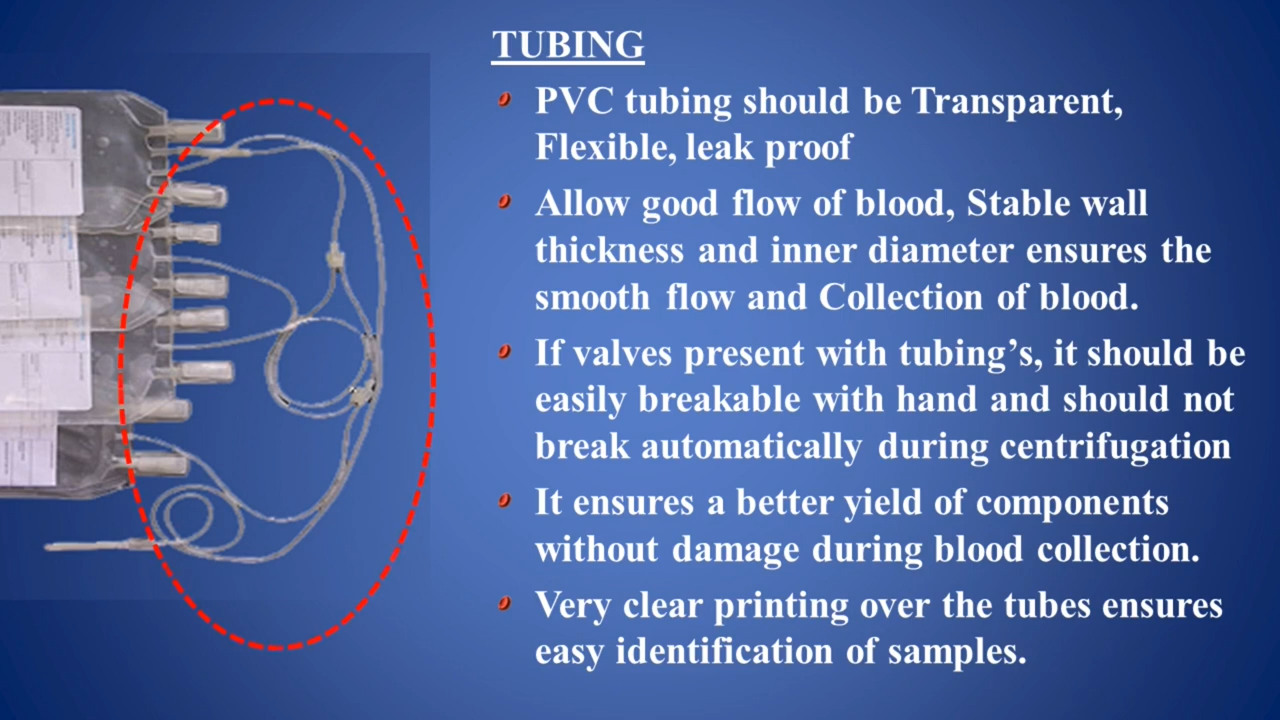 TUBING
PVC tubing should be Transparent,
Flexible, leak proof
Allow good flow of blood, Stable wall
thickness and inner diameter ensures the
smooth flow and Collection of blood.
If valves present with tubing's, it should be
easily breakable with hand and should not
break automatically during centrifugation
It ensures a better yield of components
without damage during blood collection.
Very clear printing over the tubes ensures
easy identification of samples.